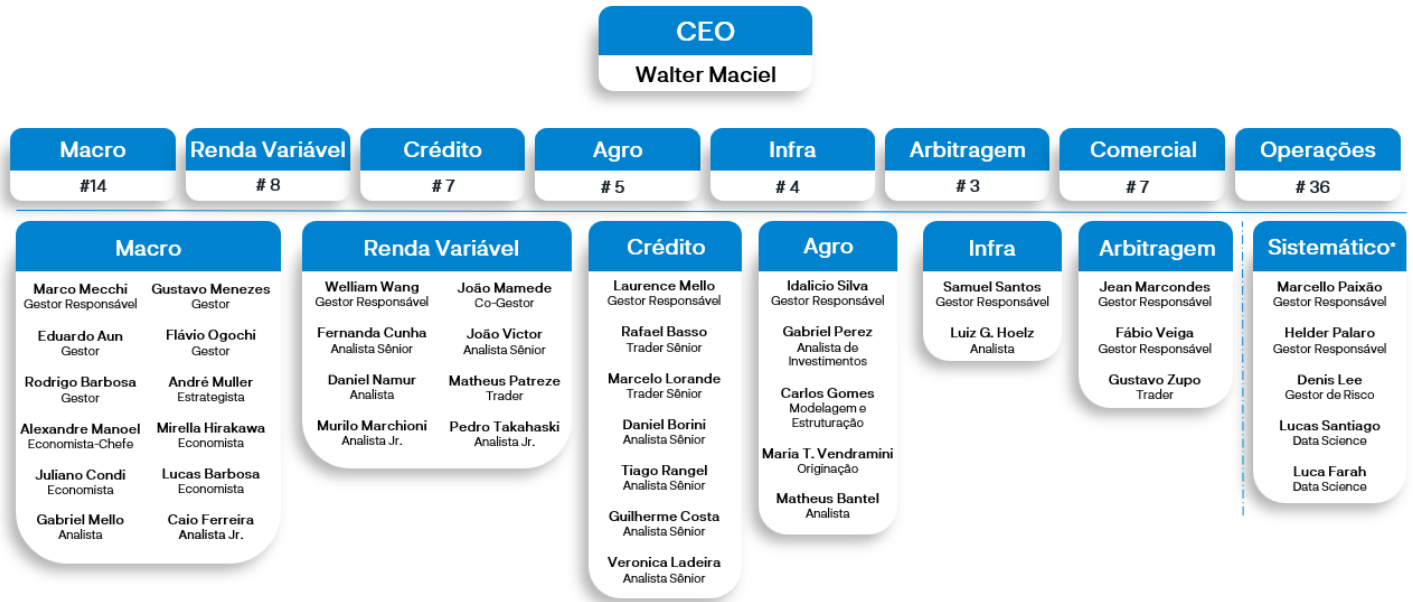 CEO
Walter Maciel
Macro
#14
Renda Variável
# 8
Crédito
# 7
Agro
# 5
Infra
# 4
Arbitragem
# 3
Comercial
# 7
Operações
# 36
Macro
Marco Mecchi
Gestor Responsável
Gustavo Menezes
Gestor
Eduardo Aun
Gestor
Flávio Ogochi
Gestor
Rodrigo Barbosa
Gestor
André Muller
Estrategista
Alexandre Manoel
Economista-Chefe
Mirella Hirakawa
Economista
Juliano Condi
Economista
Lucas Barbosa
Economista
Gabriel Mello
Analista
Caio Ferreira
Analista Jr.
Renda Variável
Welliam Wang
Gestor Responsável
João Mamede
Co-Gestor
Fernanda Cunha
Analista Sênior
João Victor
Analista Sênior
Daniel Namur
Analista
Matheus Patreze
Trader
Murilo Marchioni
Analista Jr.
Pedro Takahaski
Analista Jr.
Crédito
Laurence Mello
Gestor Responsável
Rafael Basso
Trader Sênior
Marcelo Lorande
Trader Sênior
Daniel Borini
Analista Sênior
Tiago Rangel
Analista Sênior
Guilherme Costa
Analista Sênior
Veronica Ladeira
Analista Sênior
Agro
Idalicio Silva
Gestor Responsável
Gabriel Perez
Analista de
Investimentos
Carlos Gomes
Modelagem e
Estruturação
Maria T. Vendramini
Originação
Matheus Bantel
Analista
Infra
Samuel Santos
Gestor Responsável
Luiz G. Hoelz
Analista
Arbitragem
Jean Marcondes
Gestor Responsável
Fábio Veiga
Gestor Responsável
Gustavo Zupo
Trader
Sistemático*
Marcello Paixão
Gestor Responsável
Helder Palaro
Gestor Responsável
Denis Lee
Gestor de Risco
Lucas Santiago
Data Science
Luca Farah
Data Science